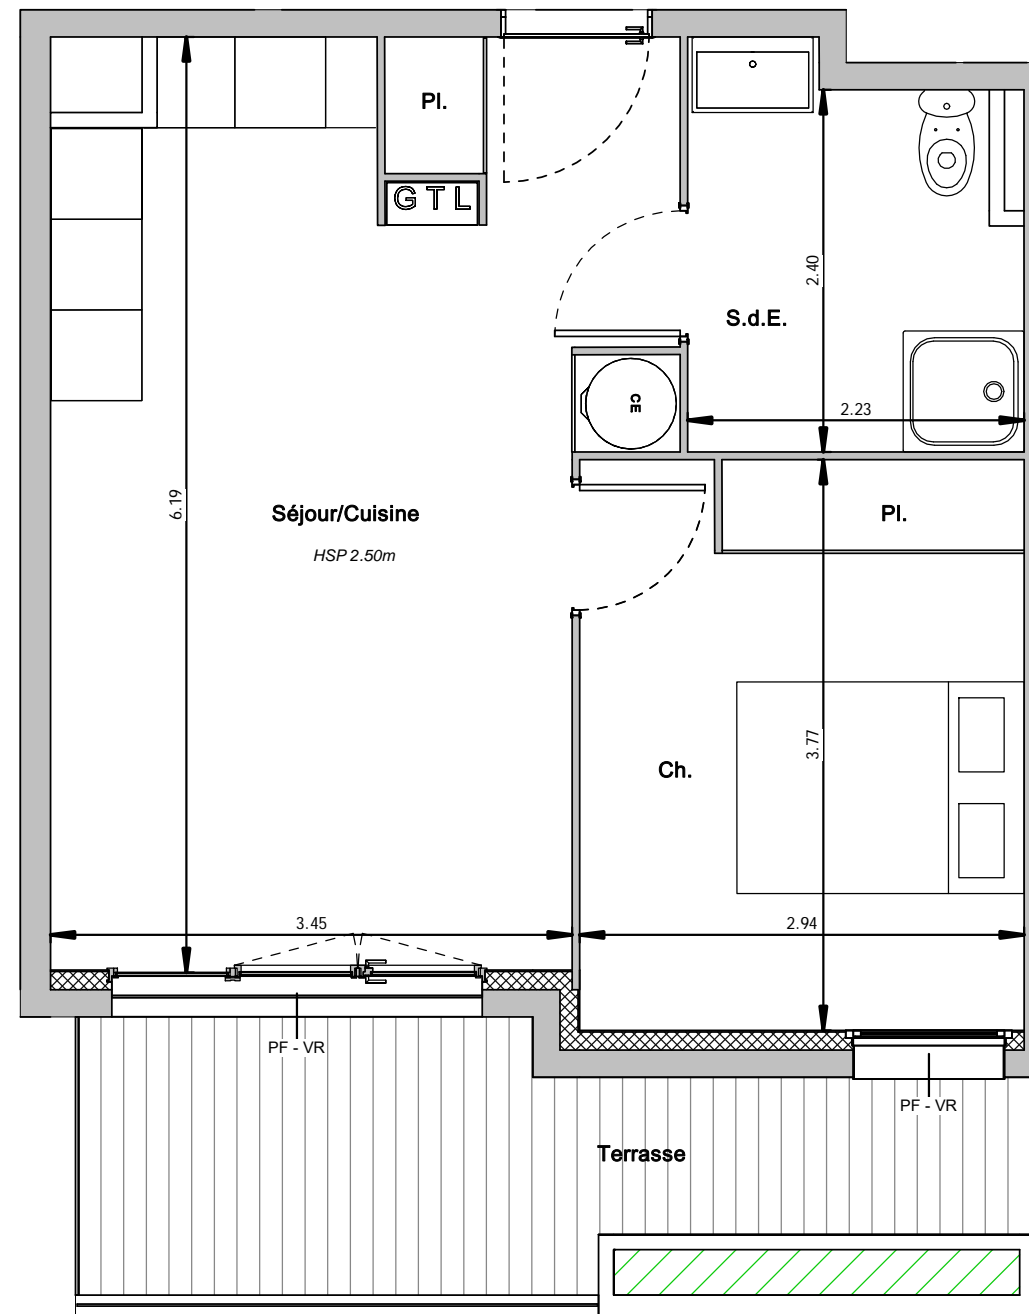 Pl.
GTL
2.40
S.d.E.
CE
2.23
6.19
Séjour/Cuisine
HSP 2.50m
Pl.
3.77
Ch.
3.45
2.94
PF - VR
PF - VR
Terrasse